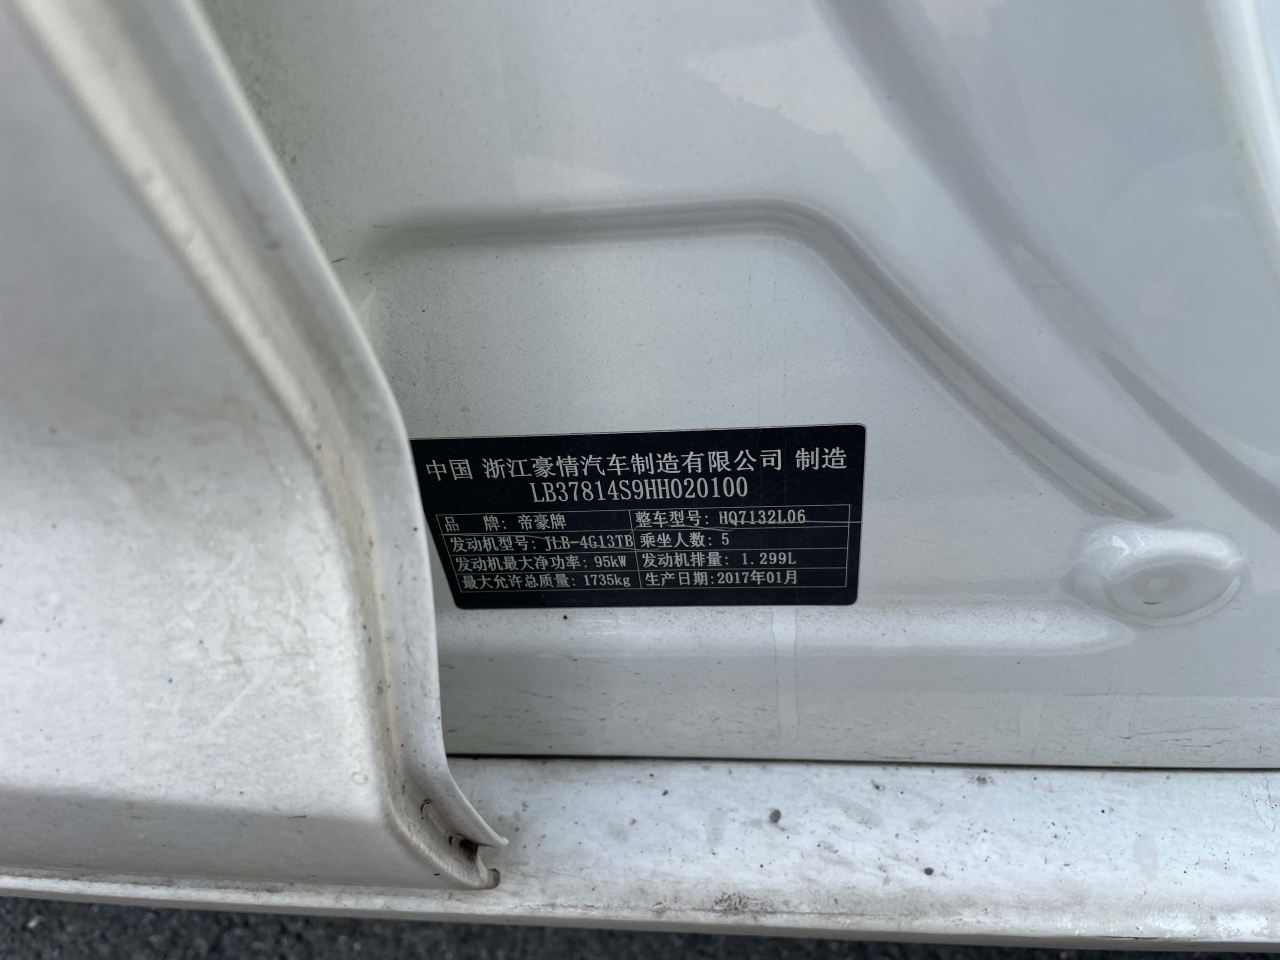 中国 浙江豪情汽车制造有限公司 制造
LB37814S9HH020100
品 牌: 帝豪牌 整车型号: HQ7132L06
发动机型号: JLB-4G13TB 乘坐人数: 5
发动机最大净功率: 95kW 发动机排量: 1.299L
最大允许总质量: 1735kg 生产日期: 2017年01月